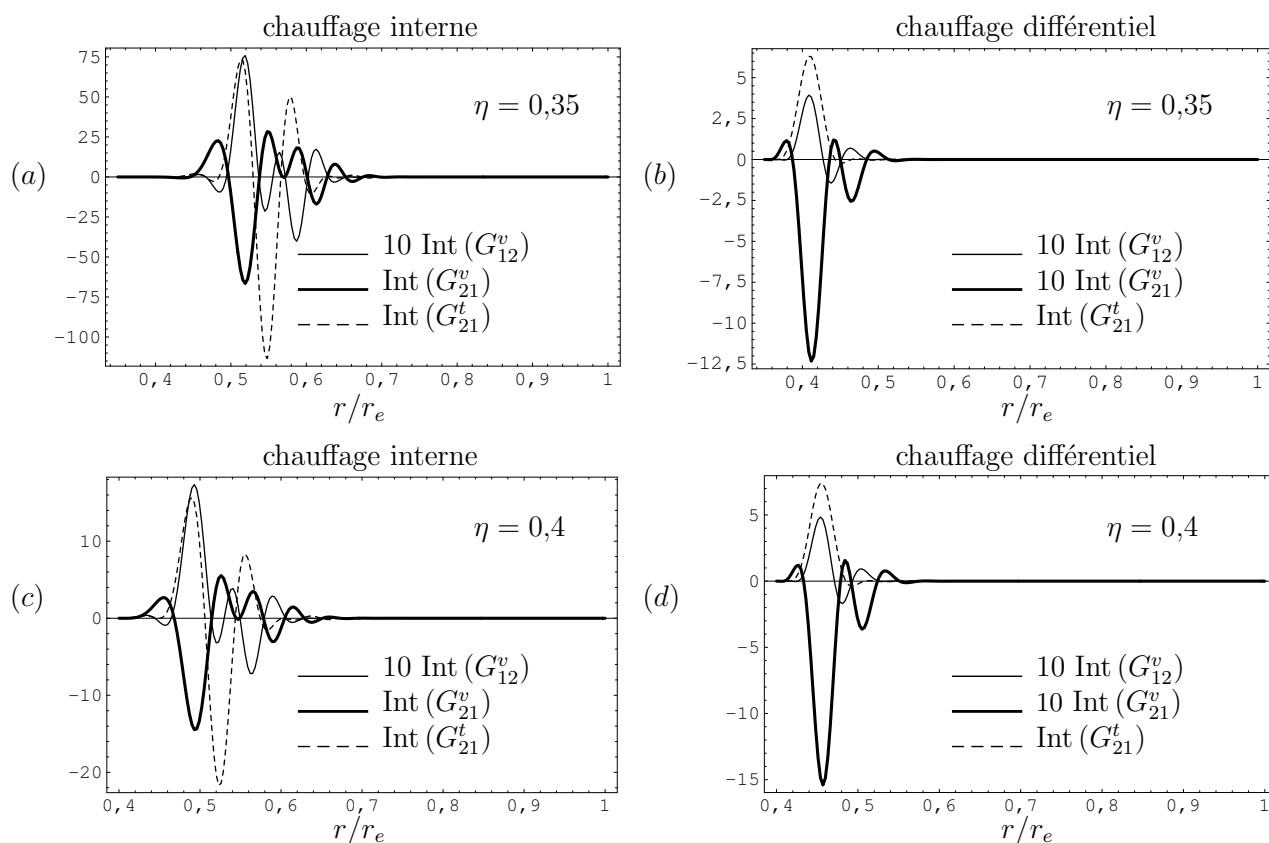 chauffage interne
chauffage différentiel
(a)
75
50
25
0
−25
−50
−75
−100
η = 0,35
10 Int (G^v_12)
Int (G^v_21)
Int (G^t_21)
0,4 0,5 0,6 0,7 0,8 0,9 1
r/r_e
(b)
5
2,5
0
−2,5
−5
−7,5
−10
−12,5
η = 0,35
10 Int (G^v_12)
10 Int (G^v_21)
Int (G^t_21)
0,4 0,5 0,6 0,7 0,8 0,9 1
r/r_e
chauffage interne
chauffage différentiel
(c)
10
0
−10
−20
η = 0,4
10 Int (G^v_12)
Int (G^v_21)
Int (G^t_21)
0,4 0,5 0,6 0,7 0,8 0,9 1
r/r_e
(d)
5
0
−5
−10
−15
η = 0,4
10 Int (G^v_12)
10 Int (G^v_21)
Int (G^t_21)
0,4 0,5 0,6 0,7 0,8 0,9 1
r/r_e